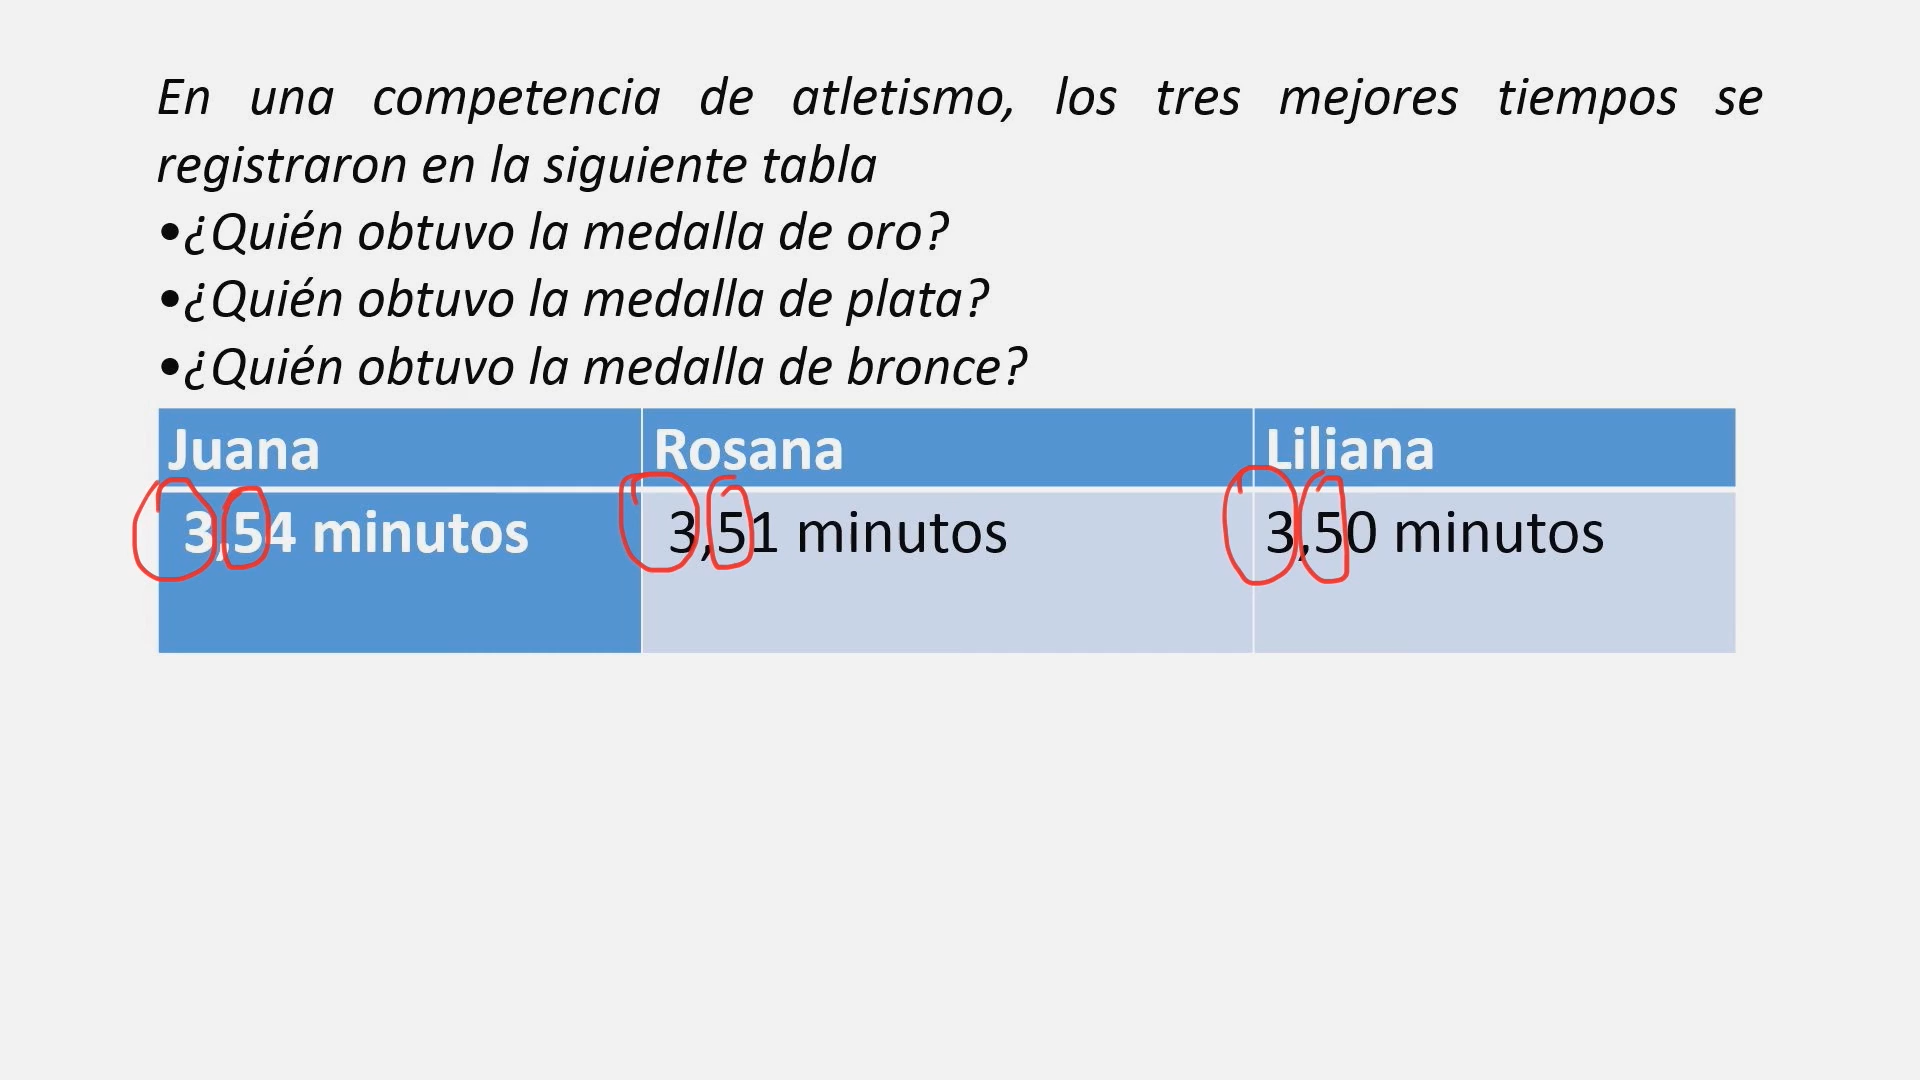 En una competencia de atletismo, los tres mejores tiempos se
registraron en la siguiente tabla
•¿Quién obtuvo la medalla de oro?
•¿Quién obtuvo la medalla de plata?
•¿Quién obtuvo la medalla de bronce?
Juana Rosana Liliana
3,54 minutos 3,51 minutos 3,50 minutos